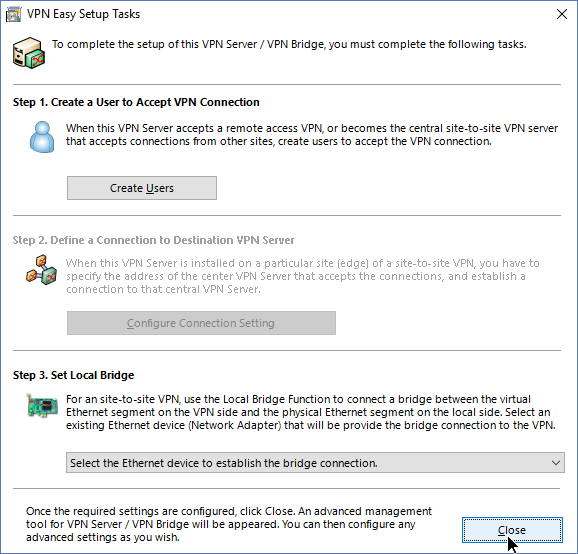 VPN Easy Setup Tasks
To complete the setup of this VPN Server / VPN Bridge, you must complete the following tasks.
Step 1. Create a User to Accept VPN Connection
When this VPN Server accepts a remote access VPN, or becomes the central site-to-site VPN server
that accepts connections from other sites, create users to accept the VPN connection.
Create Users
Step 2. Define a Connection to Destination VPN Server
When this VPN Server is installed on a particular site (edge) of a site-to-site VPN, you have to
specify the address of the center VPN Server that accepts the connections, and establish a
connection to that central VPN Server.
Configure Connection Setting
Step 3. Set Local Bridge
For an site-to-site VPN, use the Local Bridge Function to connect a bridge between the virtual
Ethernet segment on the VPN side and the physical Ethernet segment on the local side. Select an
existing Ethernet device (Network Adapter) that will be provide the bridge connection to the VPN.
Select the Ethernet device to establish the bridge connection.
Once the required settings are configured, click Close. An advanced management
tool for VPN Server / VPN Bridge will be appeared. You can then configure any
advanced settings as you wish.
Close